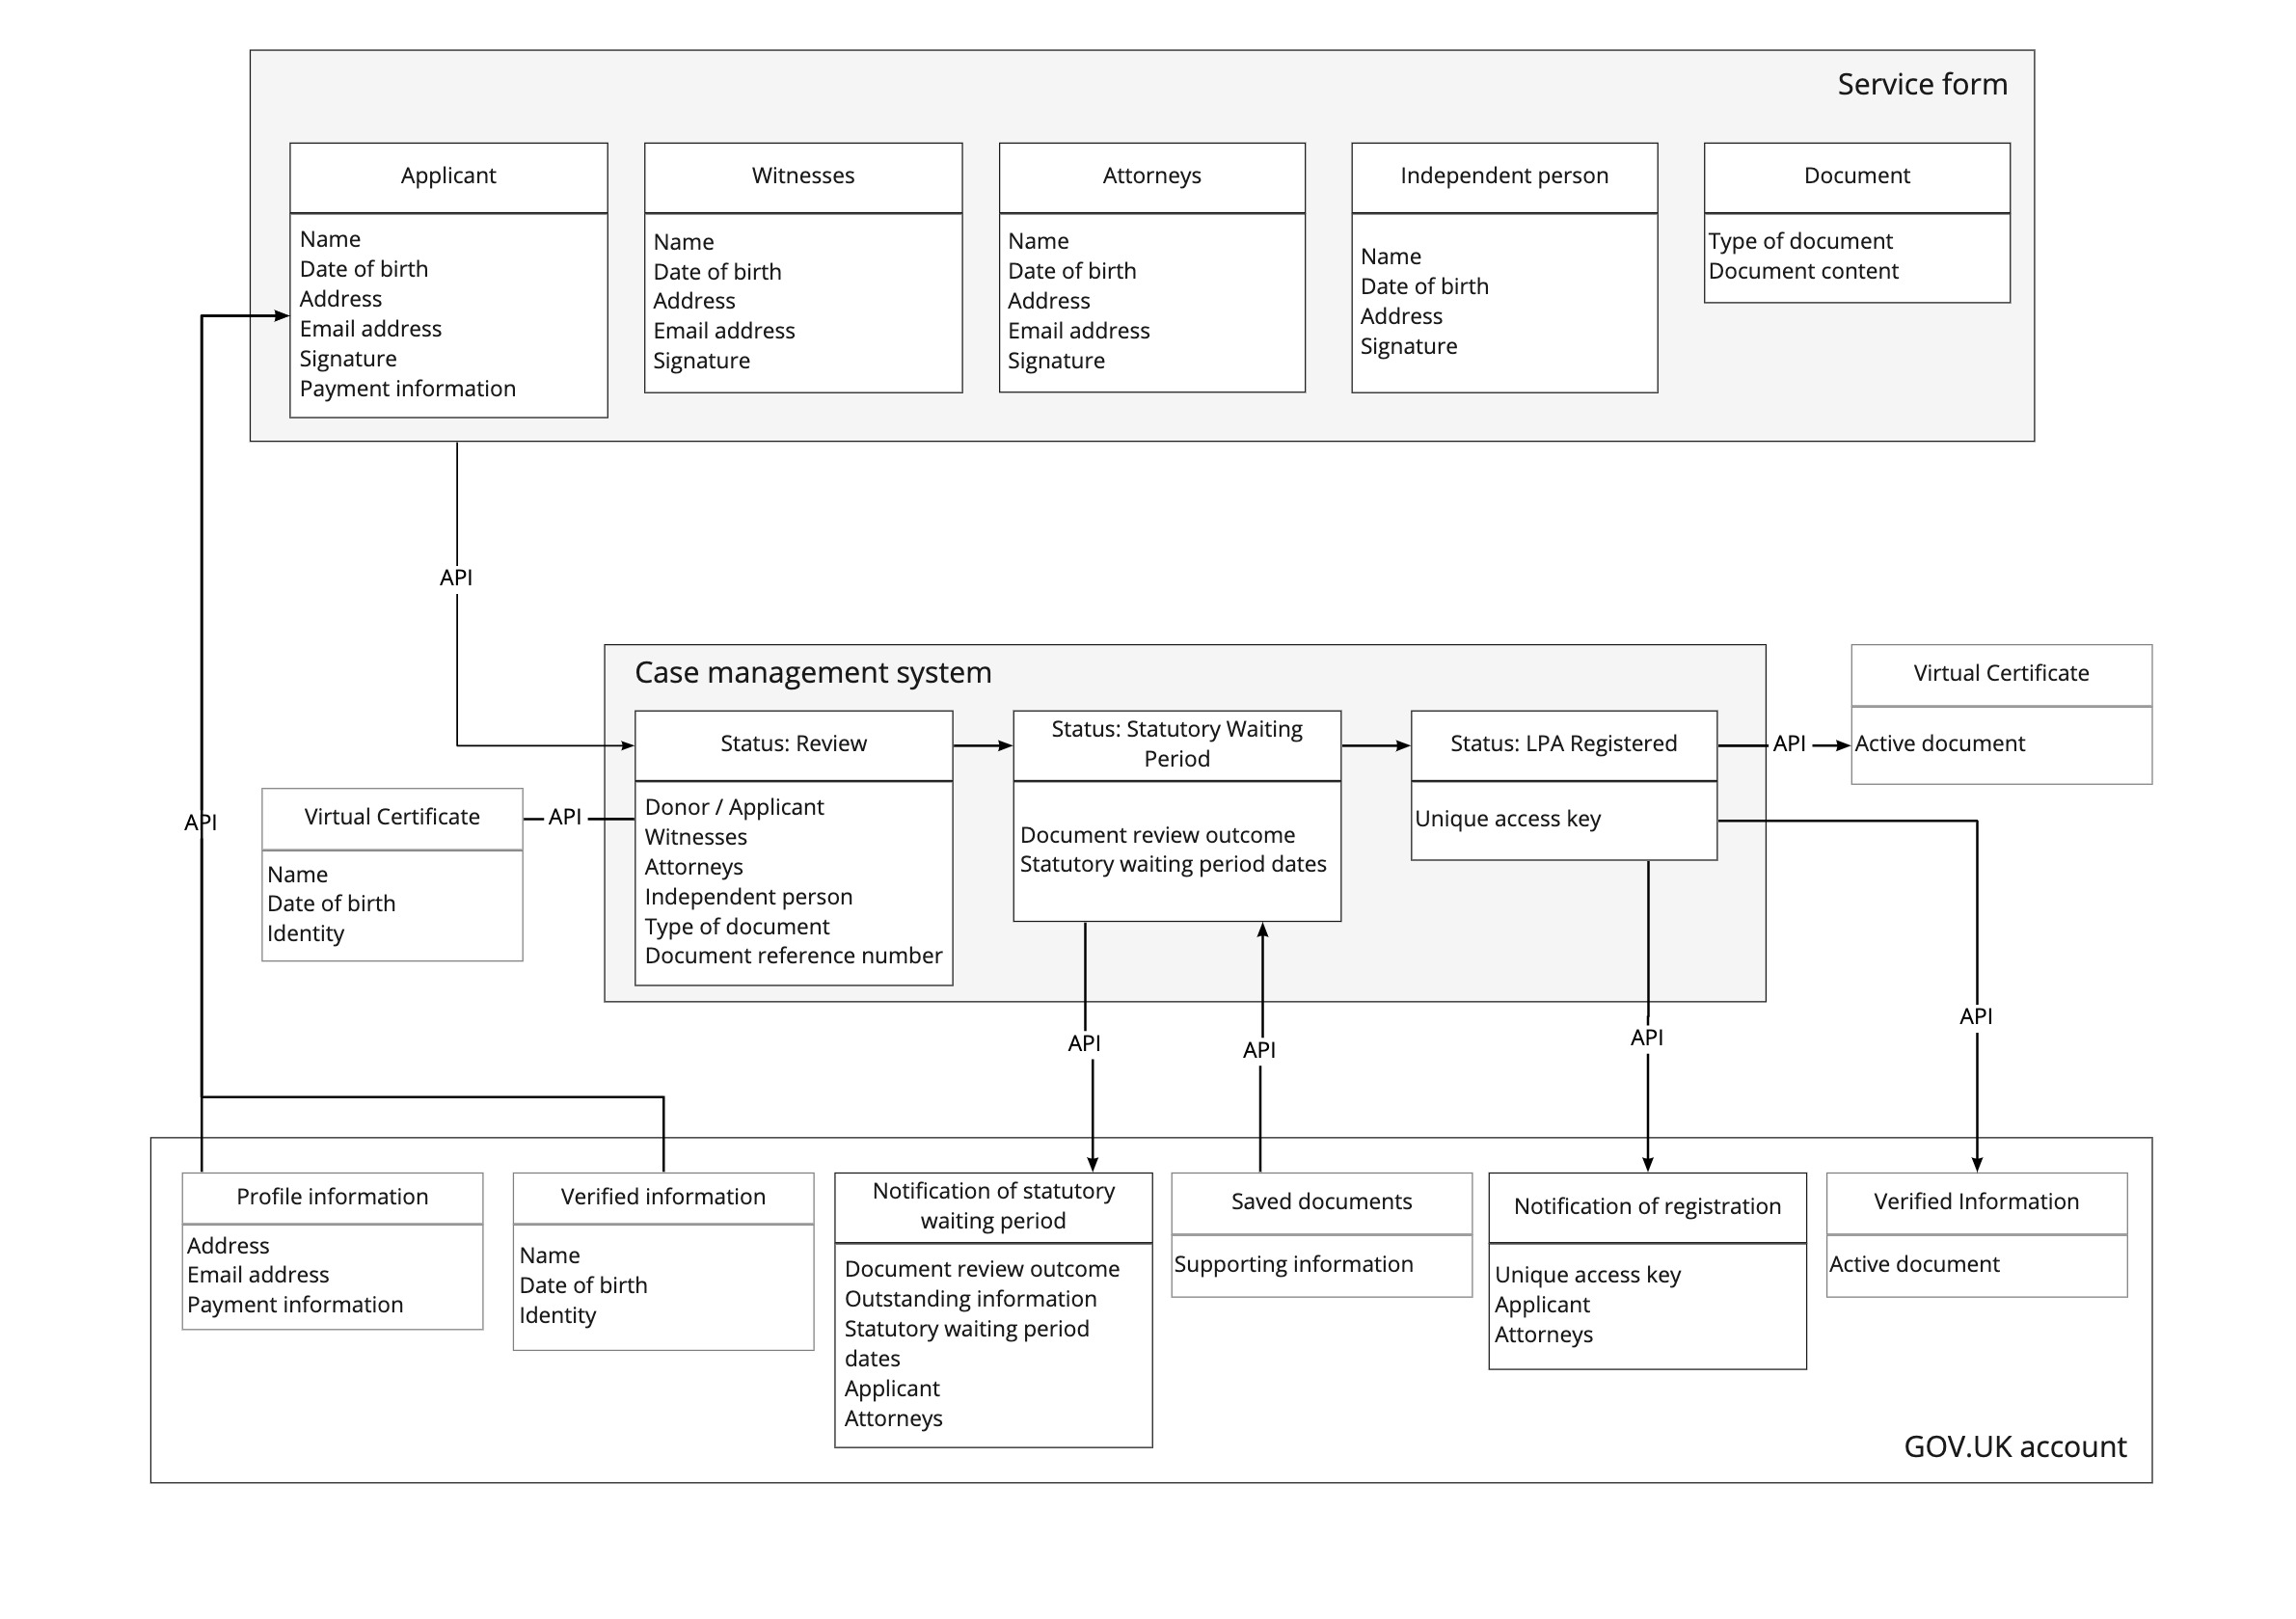 Service form
Applicant
Name
Date of birth
Address
Email address
Signature
Payment information
Witnesses
Name
Date of birth
Address
Email address
Signature
Attorneys
Name
Date of birth
Address
Email address
Signature
Independent person
Name
Date of birth
Address
Signature
Document
Type of document
Document content
API
API
Case management system
Status: Review
Donor / Applicant
Witnesses
Attorneys
Independent person
Type of document
Document reference number
Status: Statutory Waiting
Period
Document review outcome
Statutory waiting period dates
Status: LPA Registered
Unique access key
API
Virtual Certificate
Active document
Virtual Certificate
Name
Date of birth
Identity
API
API
API
API
API
Profile information
Address
Email address
Payment information
Verified information
Name
Date of birth
Identity
Notification of statutory
waiting period
Document review outcome
Outstanding information
Statutory waiting period
dates
Applicant
Attorneys
Saved documents
Supporting information
Notification of registration
Unique access key
Applicant
Attorneys
Verified Information
Active document
GOV.UK account